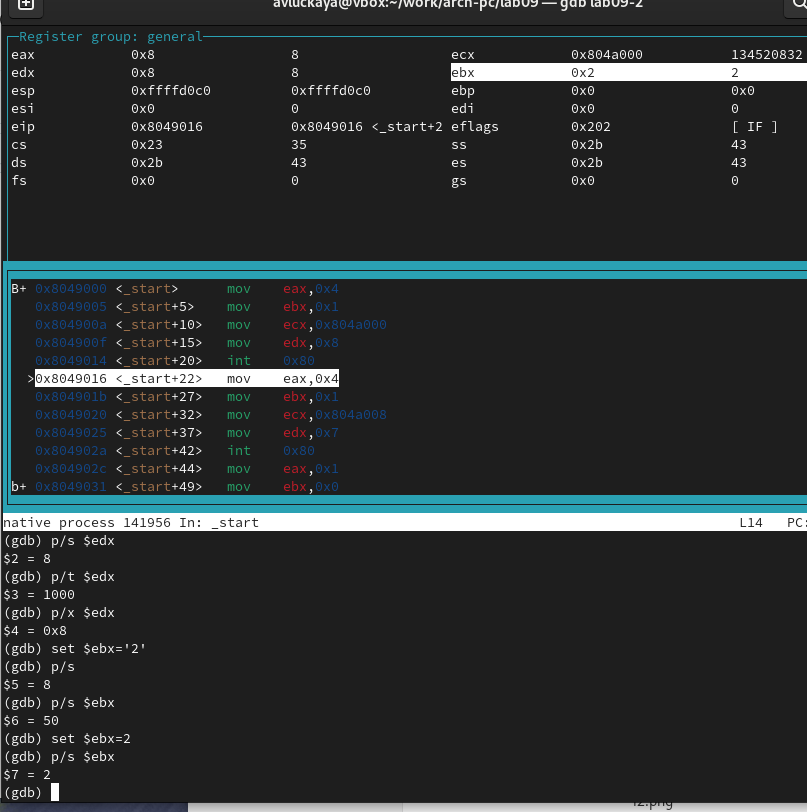 avluckaya@vbox:~/work/arch-pc/lab09 — gdb lab09-2
Register group: general
eax 0x8 8 ecx 0x804a000 134520832
edx 0x8 8 ebx 0x2 2
esp 0xffffd0c0 0xffffd0c0 ebp 0x0 0x0
esi 0x0 0 edi 0x0 0
eip 0x8049016 0x8049016 <_start+2 eflags 0x202 [ IF ]
cs 0x23 35 ss 0x2b 43
ds 0x2b 43 es 0x2b 43
fs 0x0 0 gs 0x0 0
B+ 0x8049000 <_start> mov eax,0x4
0x8049005 <_start+5> mov ebx,0x1
0x804900a <_start+10> mov ecx,0x804a000
0x804900f <_start+15> mov edx,0x8
0x8049014 <_start+20> int 0x80
>0x8049016 <_start+22> mov eax,0x4
0x804901b <_start+27> mov ebx,0x1
0x8049020 <_start+32> mov ecx,0x804a008
0x8049025 <_start+37> mov edx,0x7
0x804902a <_start+42> int 0x80
0x804902c <_start+44> mov eax,0x1
b+ 0x8049031 <_start+49> mov ebx,0x0
native process 141956 In: _start L14 PC:
(gdb) p/s $edx
$2 = 8
(gdb) p/t $edx
$3 = 1000
(gdb) p/x $edx
$4 = 0x8
(gdb) set $ebx='2'
(gdb) p/s
$5 = 8
(gdb) p/s $ebx
$6 = 50
(gdb) set $ebx=2
(gdb) p/s $ebx
$7 = 2
(gdb)